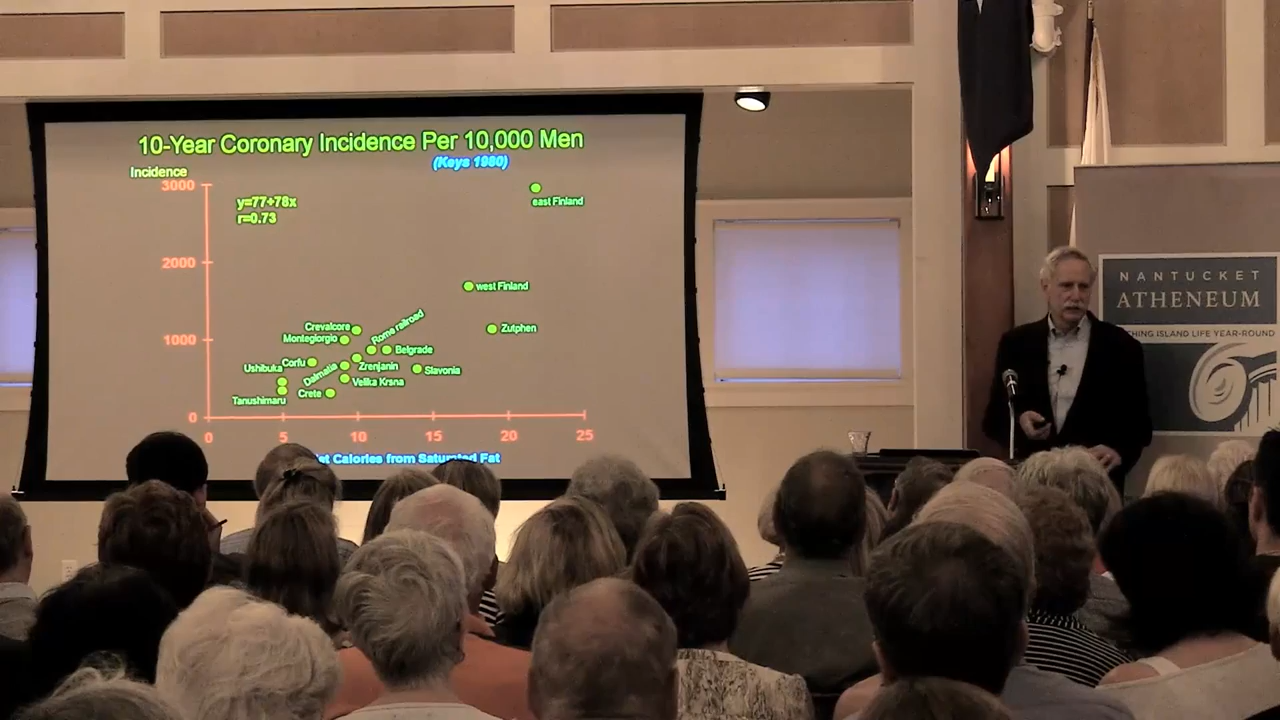 10-Year Coronary Incidence Per 10,000 Men
(Keys 1980)
Incidence
3000
y=77+78x
r=0.73
east Finland
2000
west Finland
Crevalcore
Rome railroad
Zutphen
Montegiorgio
1000
Belgrade
Corfu
Zrenjanin
Ushibuka
Dalmatia
Slavonia
Velika Krsna
Tanushimaru
Crete
0
0 5 10 15 20 25
Calories from Saturated Fat
NANTUCKET
ATHENEUM
ISLAND LIFE YEAR-ROUND